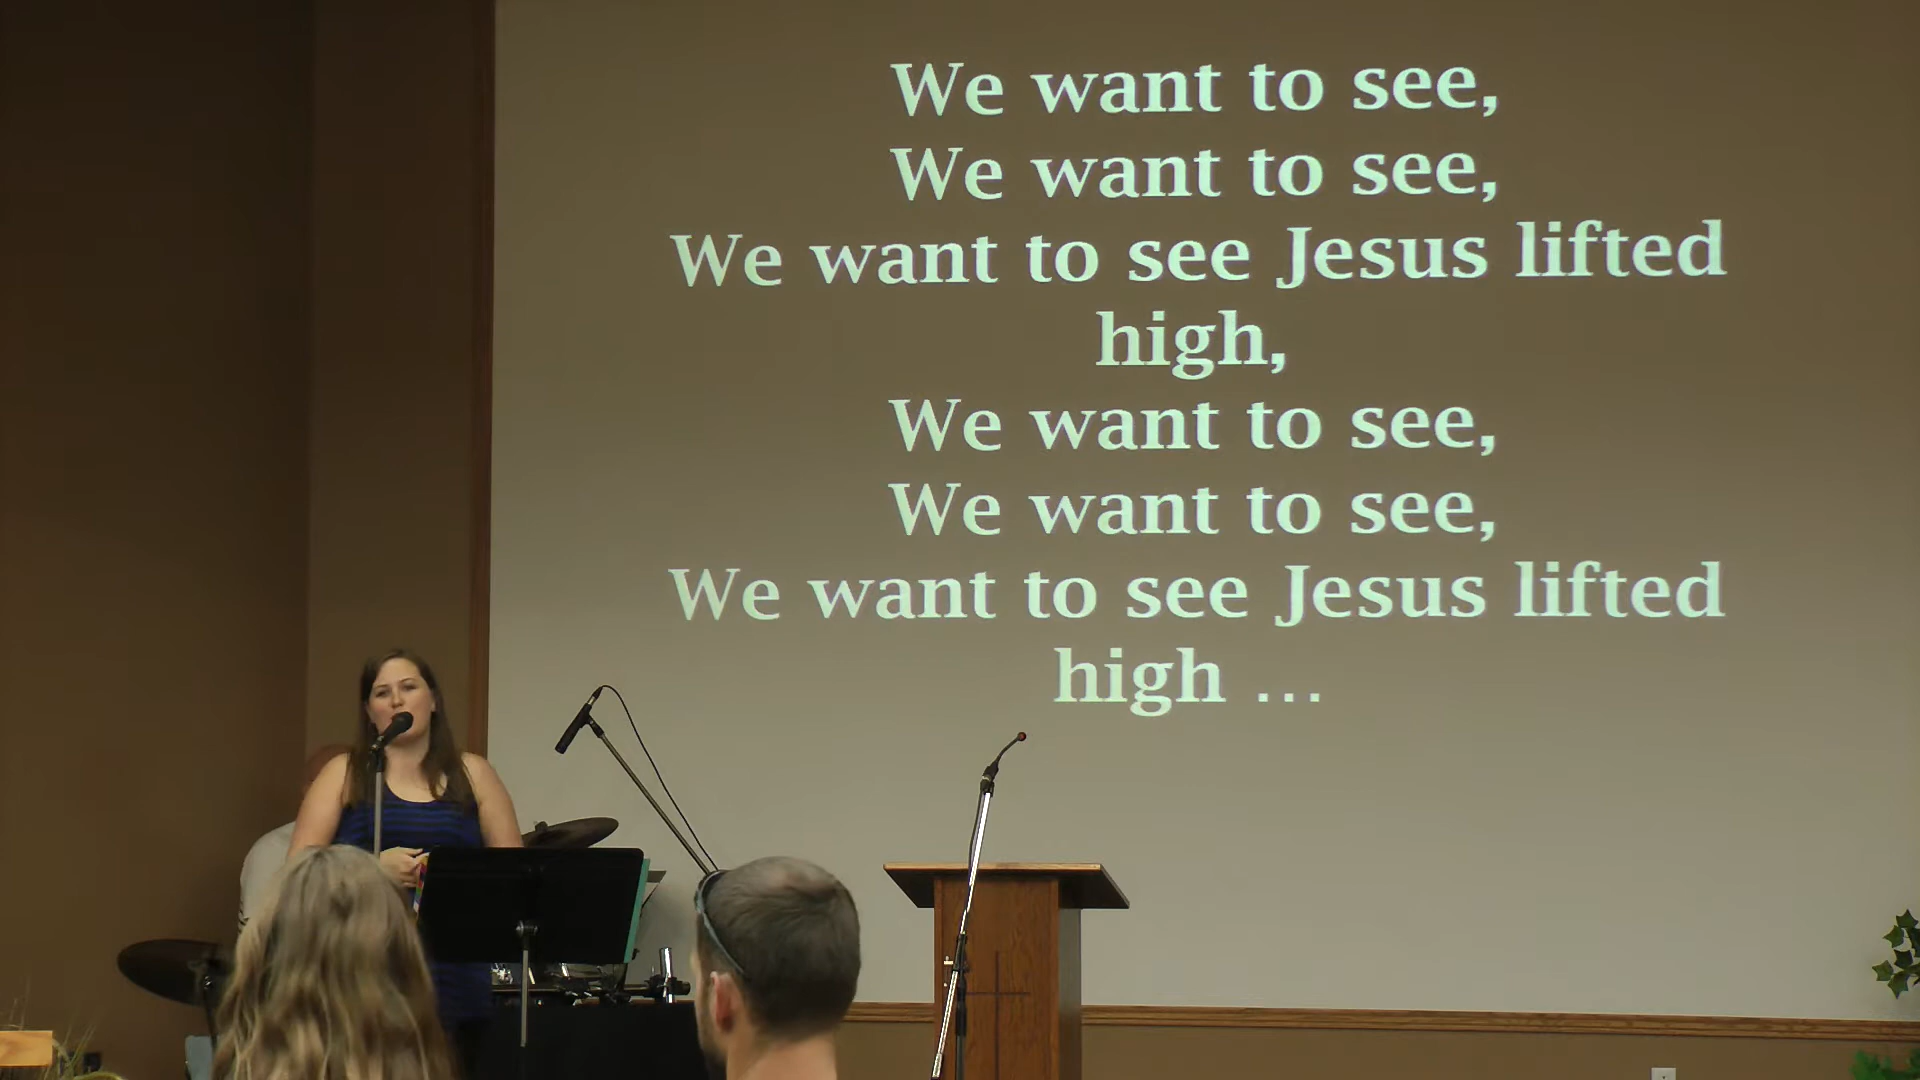 We want to see,
We want to see,
We want to see Jesus lifted
high,
We want to see,
We want to see,
We want to see Jesus lifted
high ...